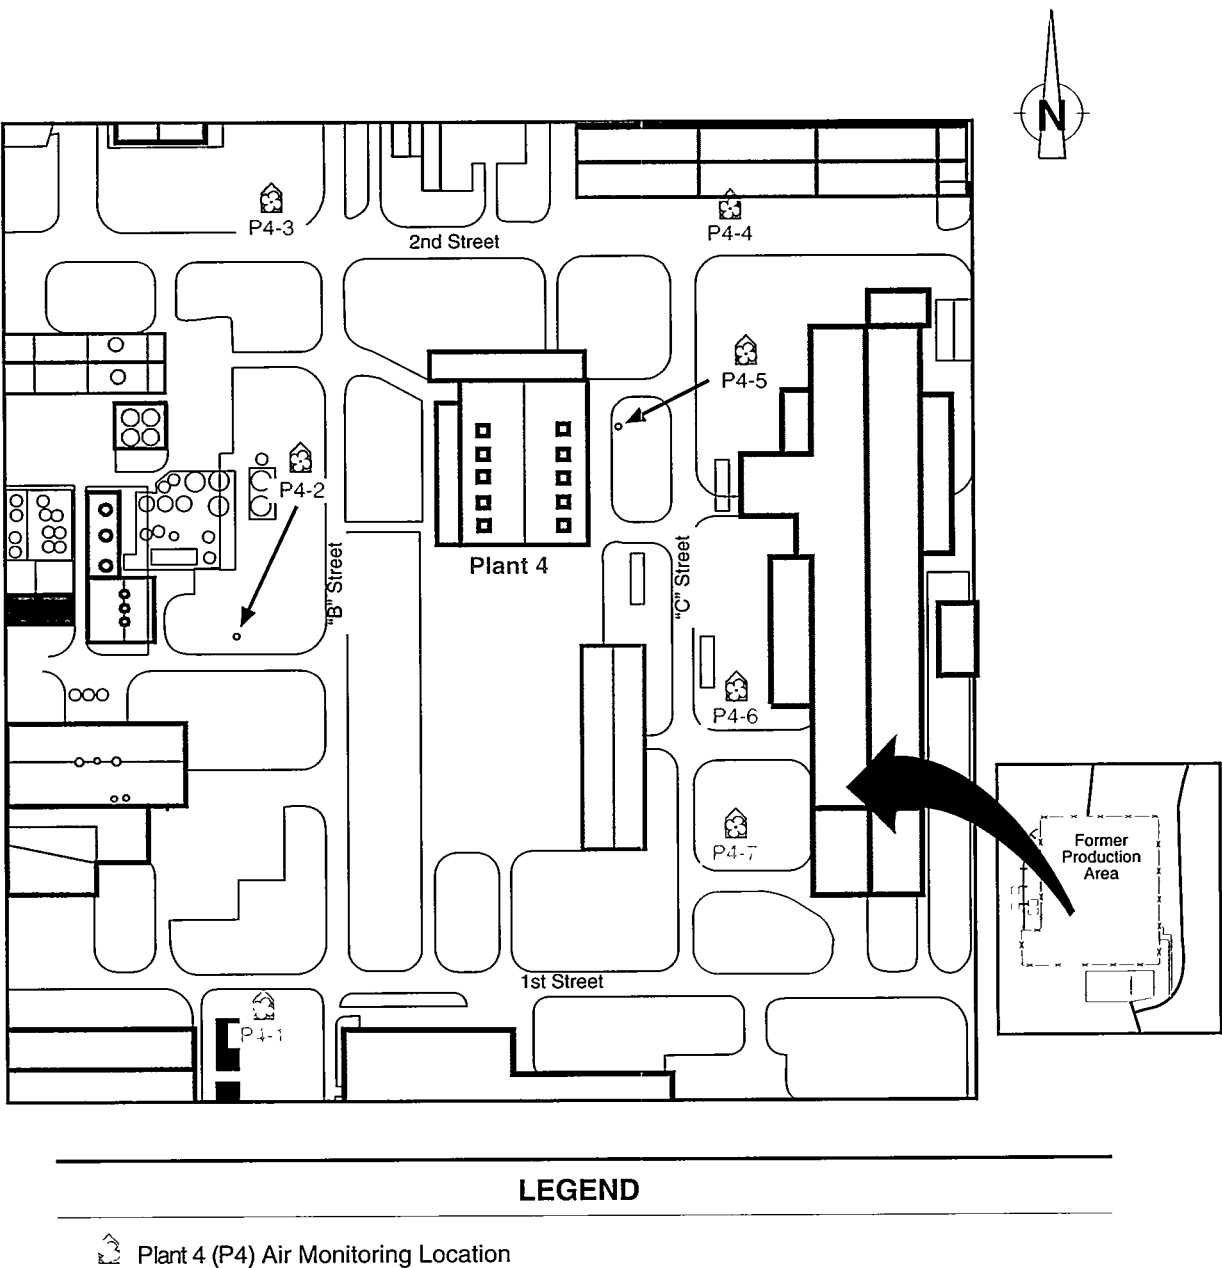 N
P4-3
P4-4
2nd Street
P4-5
P4-2
Plant 4
"B" Street
"C" Street
P4-6
P4-7
Former
Production
Area
1st Street
P4-1
LEGEND
Plant 4 (P4) Air Monitoring Location